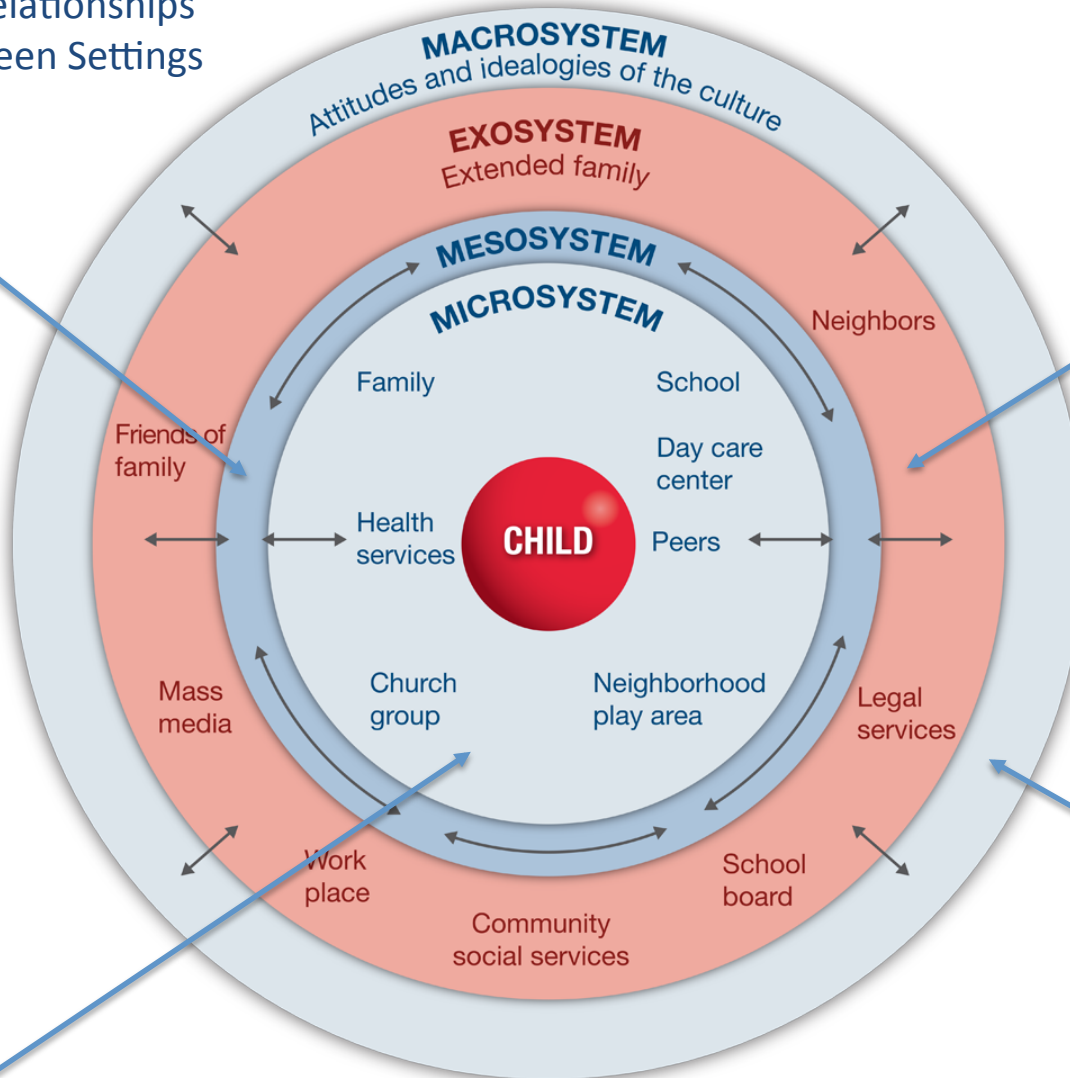 elationships
een Settings
MACROSYSTEM
Attitudes and idealogies of the culture
EXOSYSTEM
Extended family
MESOSYSTEM
MICROSYSTEM
Neighbors
Family
School
Friends of
family
Day care
center
Health
services
CHILD
Peers
Church
group
Neighborhood
play area
Mass
media
Legal
services
Work
place
School
board
Community
social services